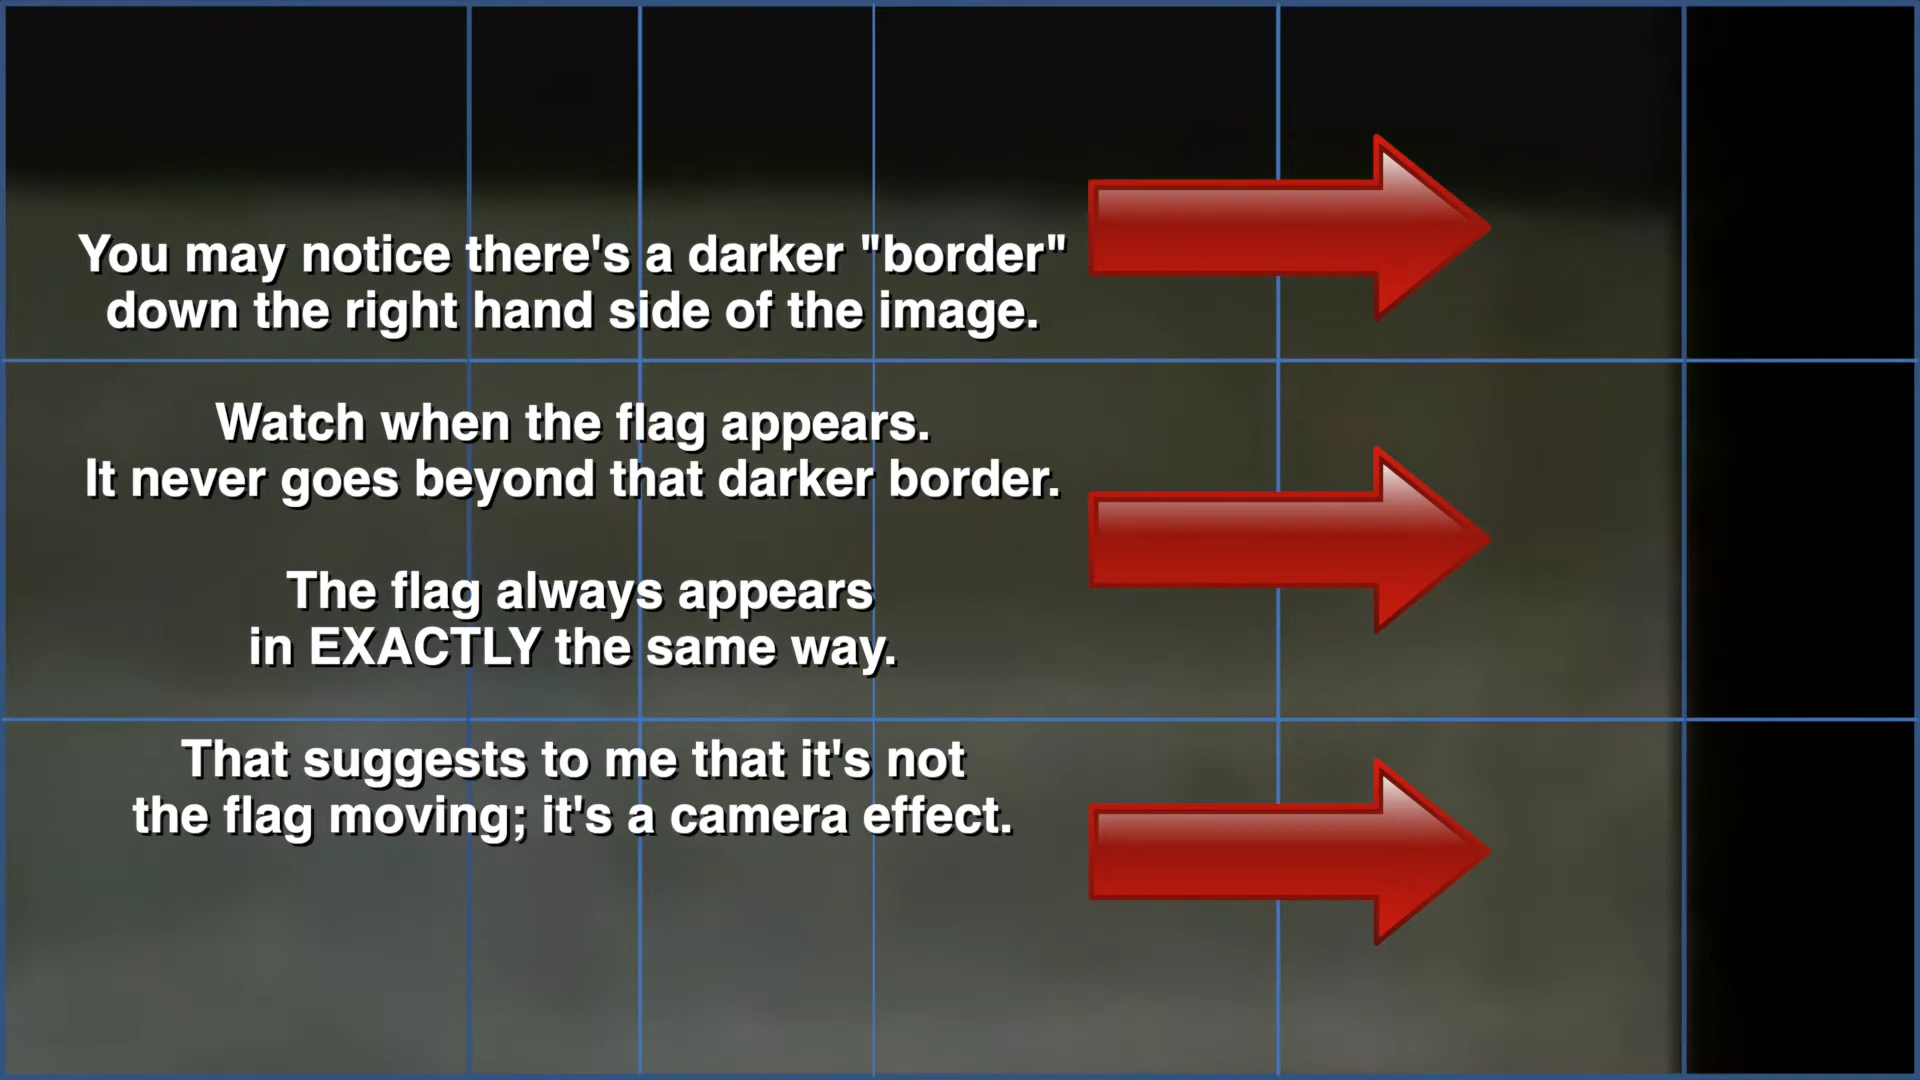 You may notice there's a darker "border"
down the right hand side of the image.
Watch when the flag appears.
It never goes beyond that darker border.
The flag always appears
in EXACTLY the same way.
That suggests to me that it's not
the flag moving; it's a camera effect.